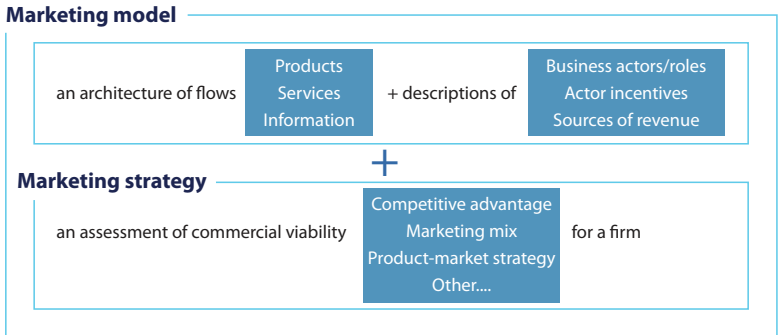 Marketing model
Products
an architecture of flows Services + descriptions of
Information
Business actors/roles
Actor incentives
Sources of revenue
+
Marketing strategy
Competitive advantage
an assessment of commercial viability Marketing mix for a firm
Product-market strategy
Other....